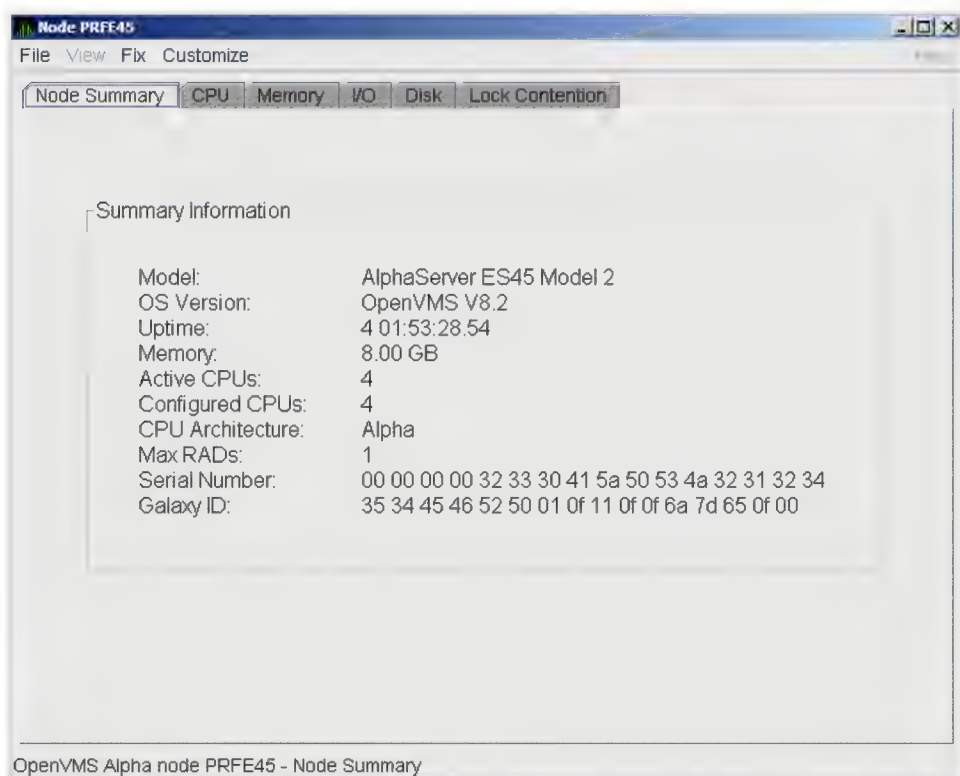 Node PRFE45
File View Fix Customize
Node Summary CPU Memory I/O Disk Lock Contention
Summary Information
Model: AlphaServer ES45 Model 2
OS Version: OpenVMS V8.2
Uptime: 4 01:53:28.54
Memory: 8.00 GB
Active CPUs: 4
Configured CPUs: 4
CPU Architecture: Alpha
Max RADs: 1
Serial Number: 00 00 00 00 32 33 30 41 5a 50 53 4a 32 31 32 34
Galaxy ID: 35 34 45 46 52 50 01 0f 11 0f 0f 6a 7d 65 0f 00
OpenVMS Alpha node PRFE45 - Node Summary